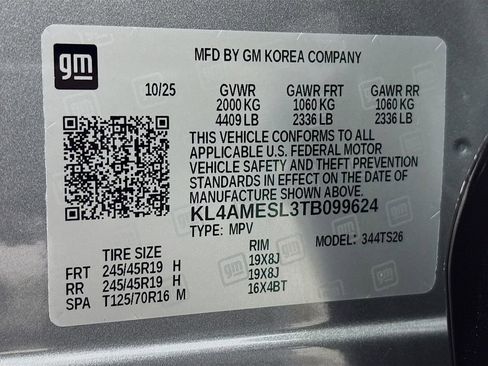 gm
MFD BY GM KOREA COMPANY
10/25 GVWR GAWR FRT GAWR RR
2000 KG 1060 KG 1060 KG
4409 LB 2336 LB 2336 LB
THIS VEHICLE CONFORMS TO ALL
APPLICABLE U.S. FEDERAL MOTOR
VEHICLE SAFETY AND THEFT PREVENTION
STANDARDS IN EFFECT ON THE DATE OF
MANUFACTURE SHOWN ABOVE.
KL4AMESL3TB099624
TYPE: MPV MODEL: 344TS26
TIRE SIZE RIM
FRT 245/45R19 H 19X8J
RR 245/45R19 H 19X8J
SPA T125/70R16 M 16X4BT